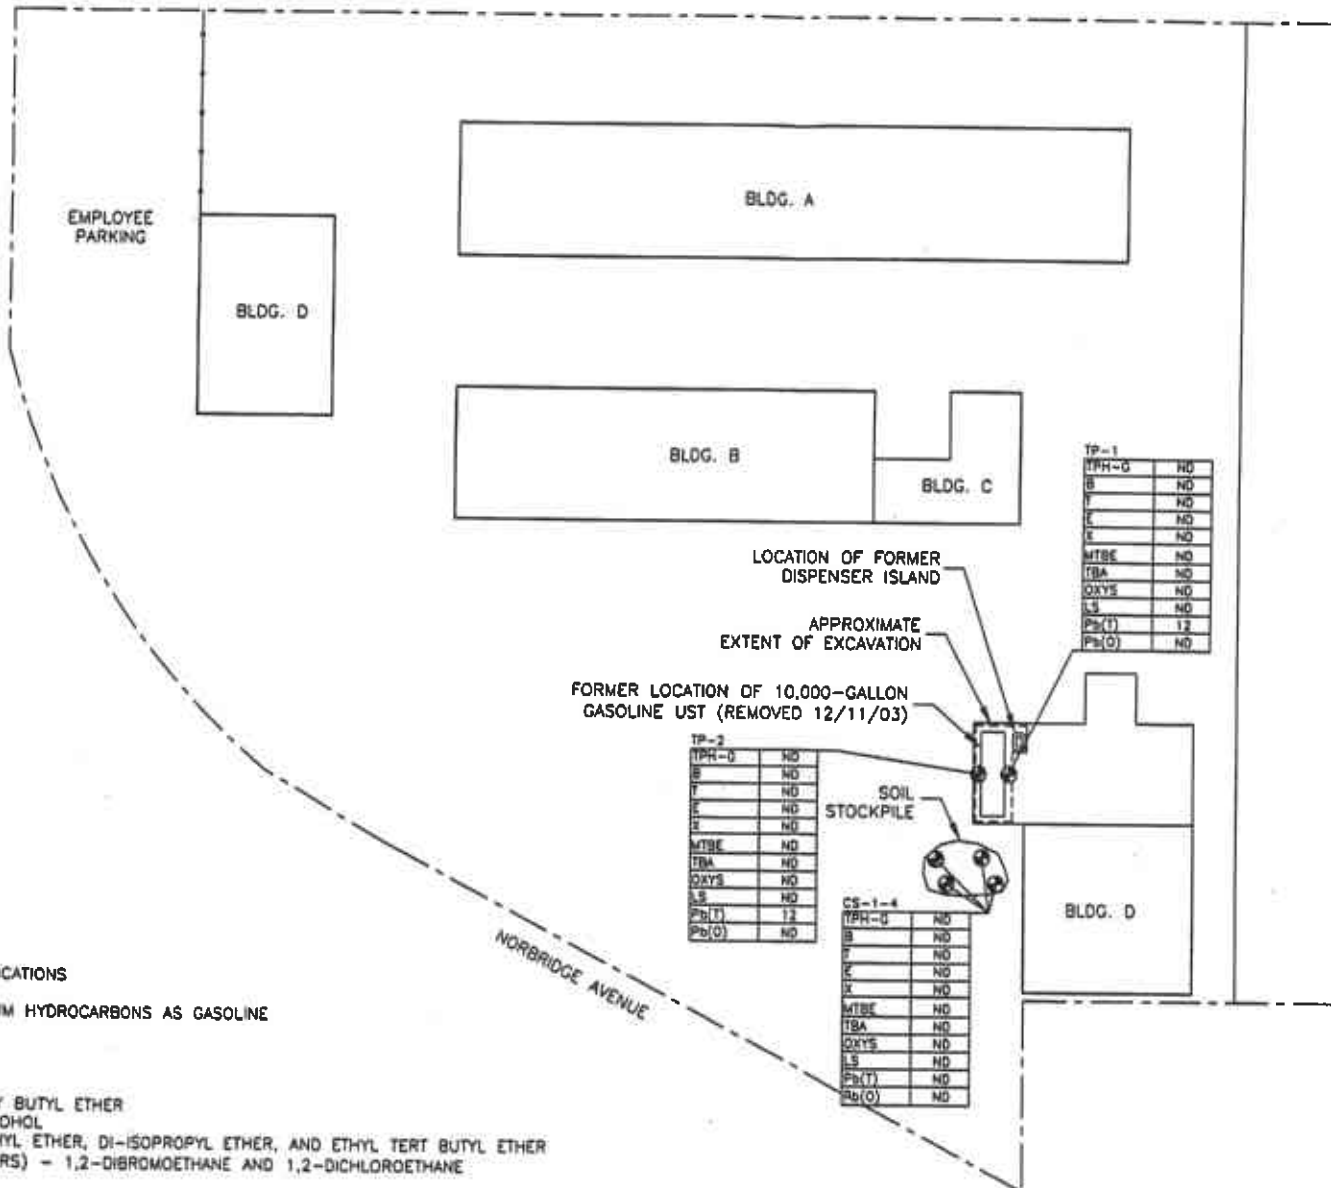 EMPLOYEE
PARKING
BLDG. A
BLDG. D
BLDG. B
BLDG. C
TP-1
TPH-G ND
B ND
T ND
E ND
X ND
MTBE ND
TBA ND
OXYS ND
LS ND
Pb(T) 12
Pb(O) ND
LOCATION OF FORMER
DISPENSER ISLAND
APPROXIMATE
EXTENT OF EXCAVATION
FORMER LOCATION OF 10,000-GALLON
GASOLINE UST (REMOVED 12/11/03)
TP-2
TPH-G ND
B ND
T ND
E ND
X ND
MTBE ND
TBA ND
OXYS ND
LS ND
Pb(T) 12
Pb(O) ND
SOIL
STOCKPILE
CS-1-4
TPH-G ND
B ND
T ND
E ND
X ND
MTBE ND
TBA ND
OXYS ND
LS ND
Pb(T) ND
Pb(O) ND
BLDG. D
NORBRIDGE AVENUE
CATIONS
M HYDROCARBONS AS GASOLINE
Y BUTYL ETHER
OHOL
HYL ETHER, DI-ISOPROPYL ETHER, AND ETHYL TERT BUTYL ETHER
RS) - 1,2-DIBROMOETHANE AND 1,2-DICHLOROETHANE